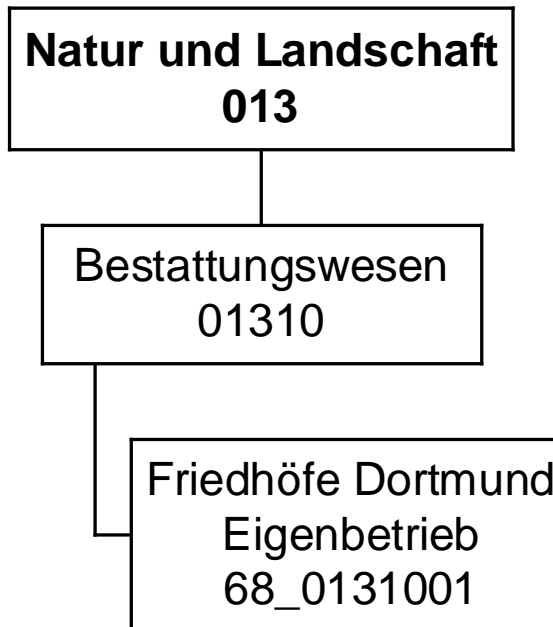 Natur und Landschaft
013
Bestattungswesen
01310
Friedhöfe Dortmund
Eigenbetrieb
68_0131001